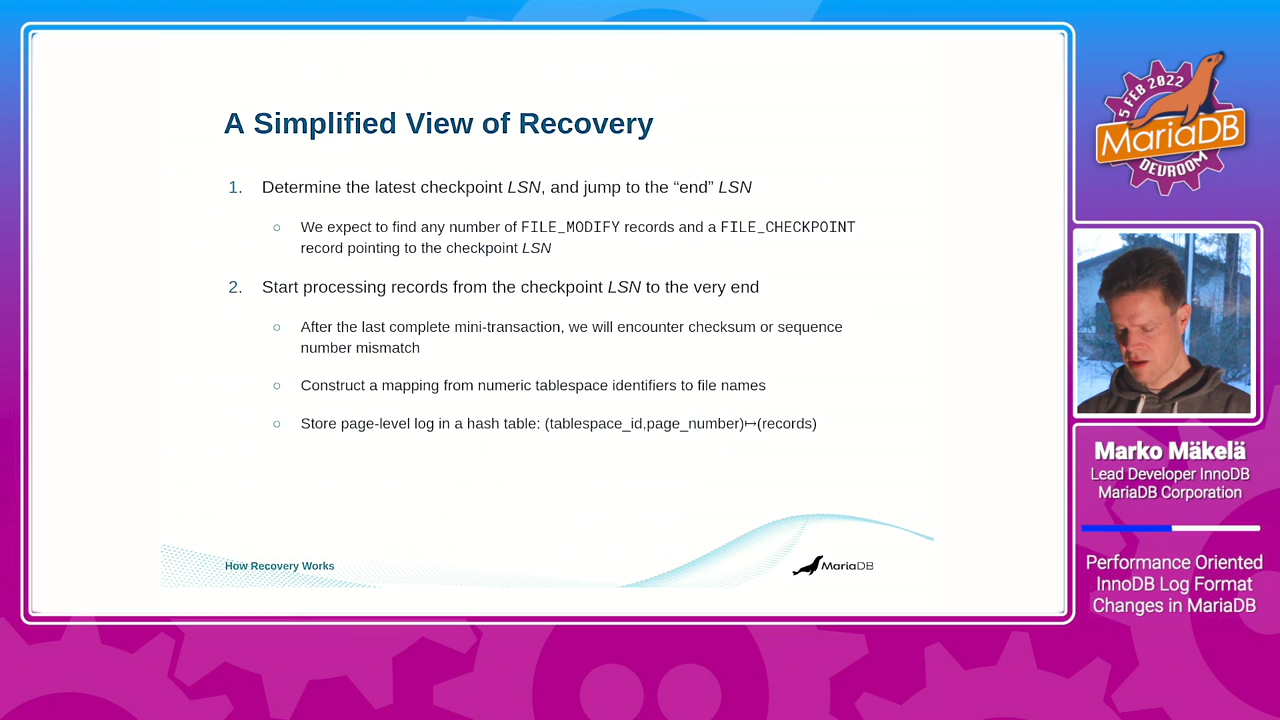 A Simplified View of Recovery
1. Determine the latest checkpoint LSN, and jump to the “end” LSN
○ We expect to find any number of FILE_MODIFY records and a FILE_CHECKPOINT
record pointing to the checkpoint LSN
2. Start processing records from the checkpoint LSN to the very end
○ After the last complete mini-transaction, we will encounter checksum or sequence
number mismatch
○ Construct a mapping from numeric tablespace identifiers to file names
○ Store page-level log in a hash table: (tablespace_id,page_number)↦(records)
How Recovery Works
MariaDB
5 FEB 2022
MariaDB
DEVROOM
Marko Mäkelä
Lead Developer InnoDB
MariaDB Corporation
Performance Oriented
InnoDB Log Format
Changes in MariaDB